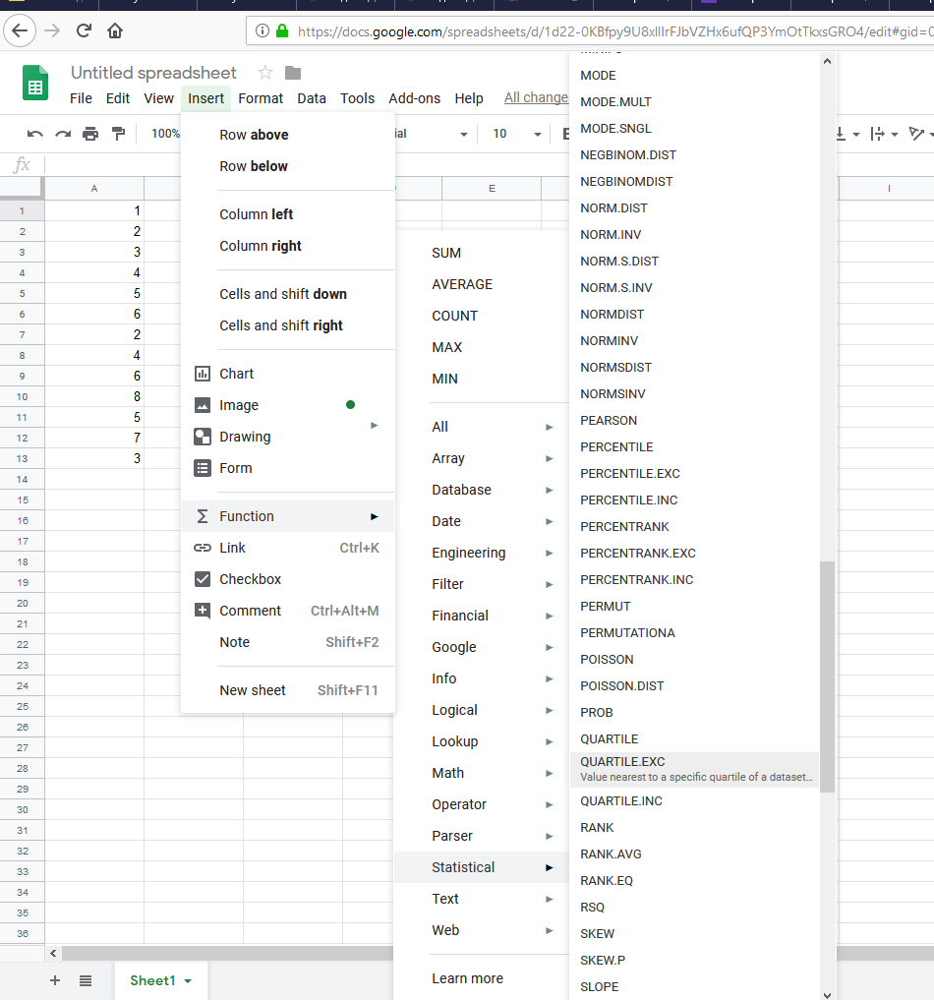 https://docs.google.com/spreadsheets/d/1d22-0KBfpy9U8xlIIrFJbVZHx6ufQP3YmOtTkxsGRO4/edit#gid=0
Untitled spreadsheet
File Edit View Insert Format Data Tools Add-ons Help All change
100% 10
fx
A E I
1 1
2 2
3 3
4 4
5 5
6 6
7 2
8 4
9 6
10 8
11 5
12 7
13 3
14
15
16
17
18
19
20
21
22
23
24
25
26
27
28
29
30
31
32
33
34
35
36
Row above
Row below
Column left
Column right
Cells and shift down
Cells and shift right
Chart
Image
Drawing
Form
Function
Link Ctrl+K
Checkbox
Comment Ctrl+Alt+M
Note Shift+F2
New sheet Shift+F11
SUM
AVERAGE
COUNT
MAX
MIN
All
Array
Database
Date
Engineering
Filter
Financial
Google
Info
Logical
Lookup
Math
Operator
Parser
Statistical
Text
Web
Learn more
MODE
MODE.MULT
MODE.SNGL
NEGBINOM.DIST
NEGBINOMDIST
NORM.DIST
NORM.INV
NORM.S.DIST
NORM.S.INV
NORMDIST
NORMINV
NORMSDIST
NORMSINV
PEARSON
PERCENTILE
PERCENTILE.EXC
PERCENTILE.INC
PERCENTRANK
PERCENTRANK.EXC
PERCENTRANK.INC
PERMUT
PERMUTATIONA
POISSON
POISSON.DIST
PROB
QUARTILE
QUARTILE.EXC
Value nearest to a specific quartile of a dataset...
QUARTILE.INC
RANK
RANK.AVG
RANK.EQ
RSQ
SKEW
SKEW.P
SLOPE
Sheet1